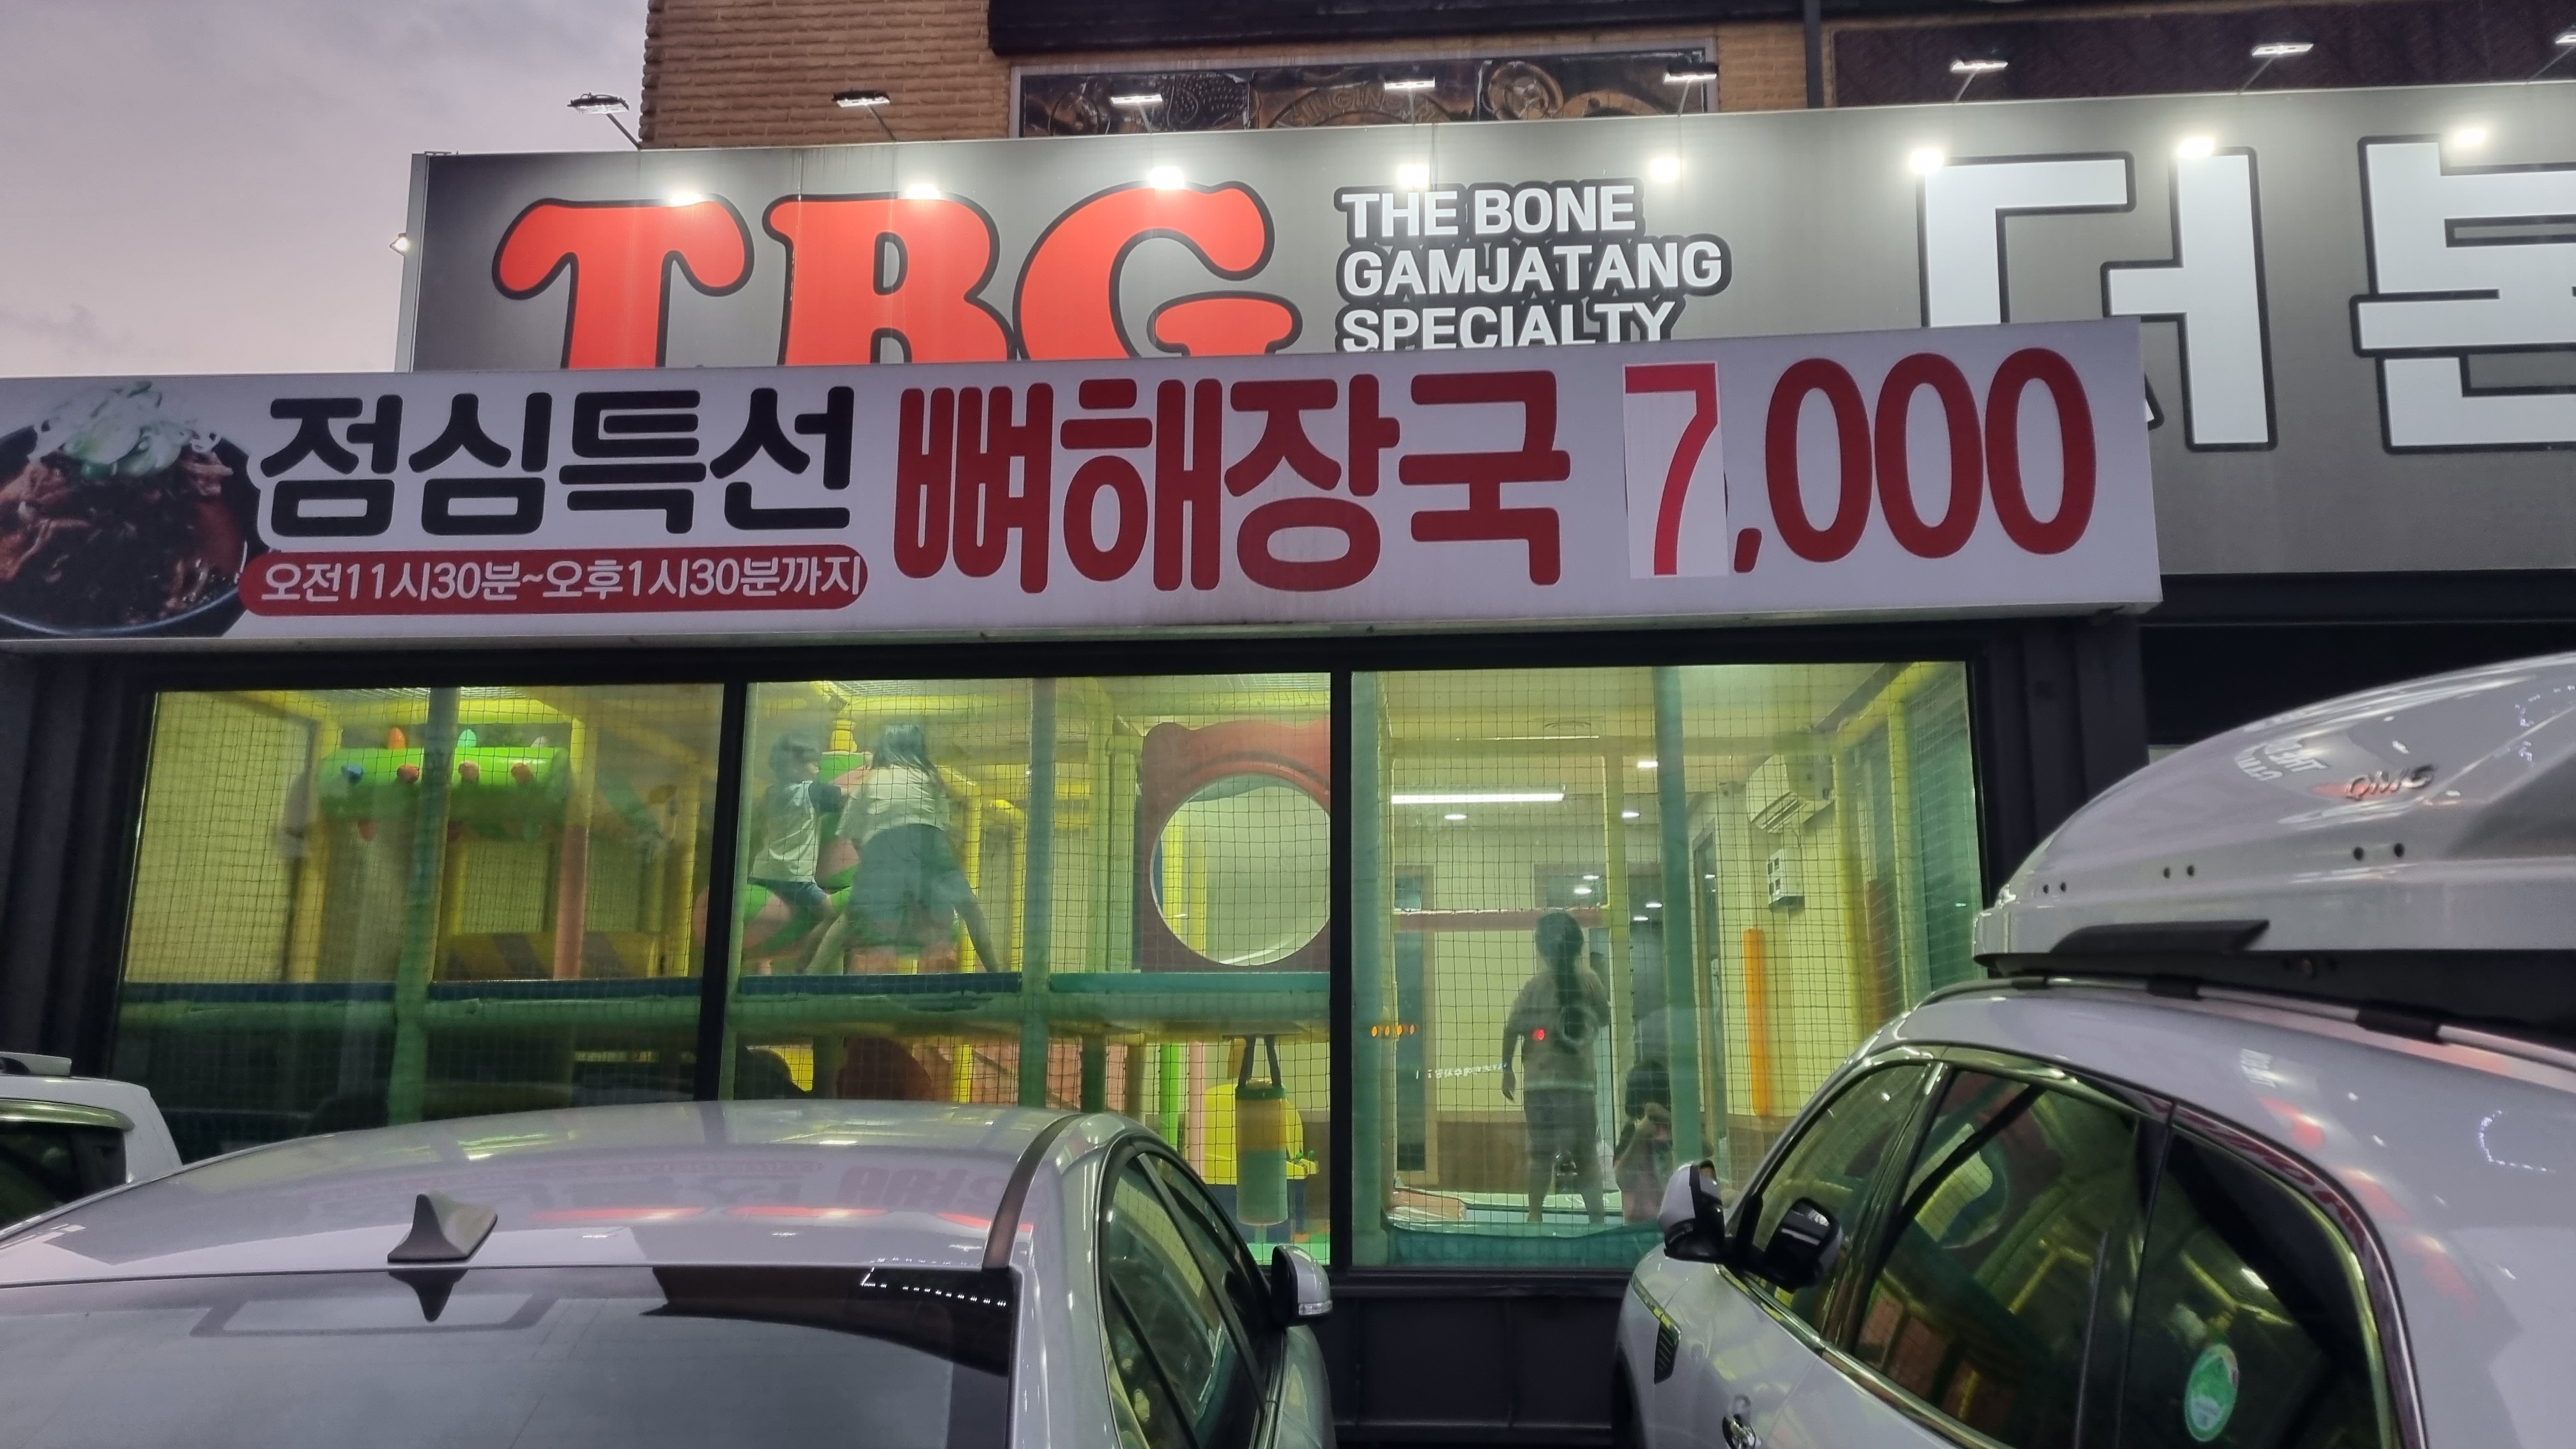 TBG
THE BONE
GAMJATANG
SPECIALTY
더본
점심특선
오전11시30분~오후1시30분까지
뼈해장국 7,000
QM6